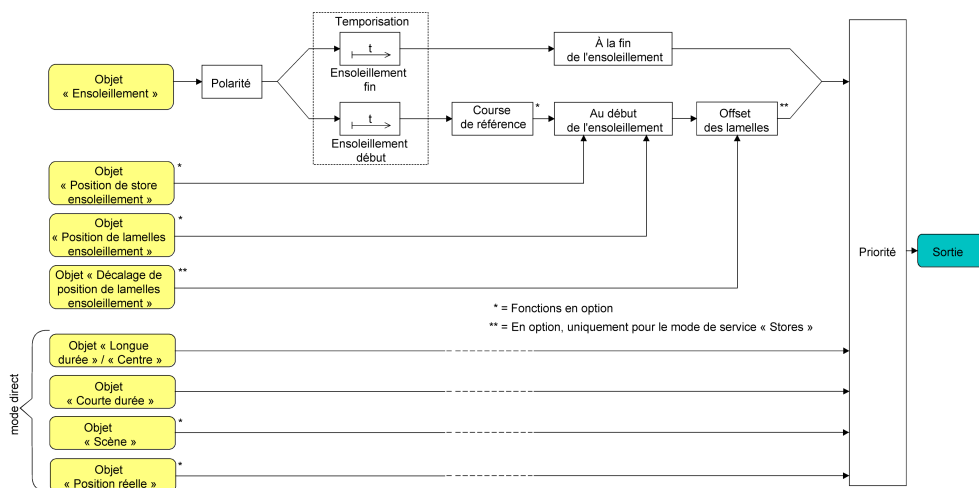 Temporisation
t
Ensoleillement
fin
À la fin
de l'ensoleillement
Objet
« Ensoleillement »
Polarité
t
Ensoleillement
début
Course
de référence
*
Au début
de l'ensoleillement
Offset
des lamelles
**
Objet
« Position de store
ensoleillement »
*
Objet
« Position de lamelles
ensoleillement »
*
Objet « Décalage de
position de lamelles
ensoleillement »
**
Priorité
Sortie
* = Fonctions en option
** = En option, uniquement pour le mode de service « Stores »
mode direct
Objet « Longue
durée » / « Centre »
Objet
« Courte durée »
Objet
« Scène »
*
Objet
« Position réelle »
*